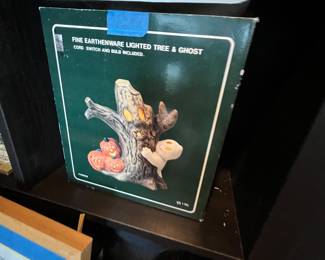 FINE EARTHENWARE LIGHTED TREE & GHOST
CORD SWITCH AND BULB INCLUDED.